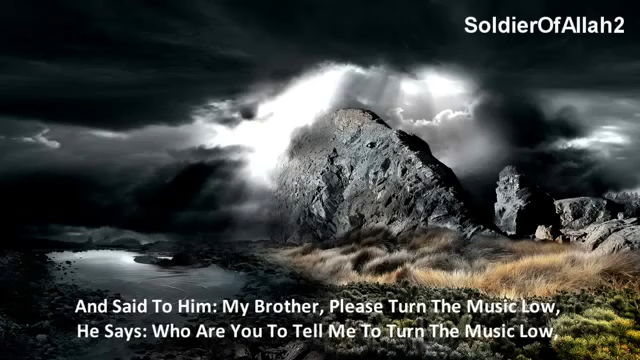 SoldierOfAllah2
And Said To Him: My Brother, Please Turn The Music Low,
He Says: Who Are You To Tell Me To Turn The Music Low,